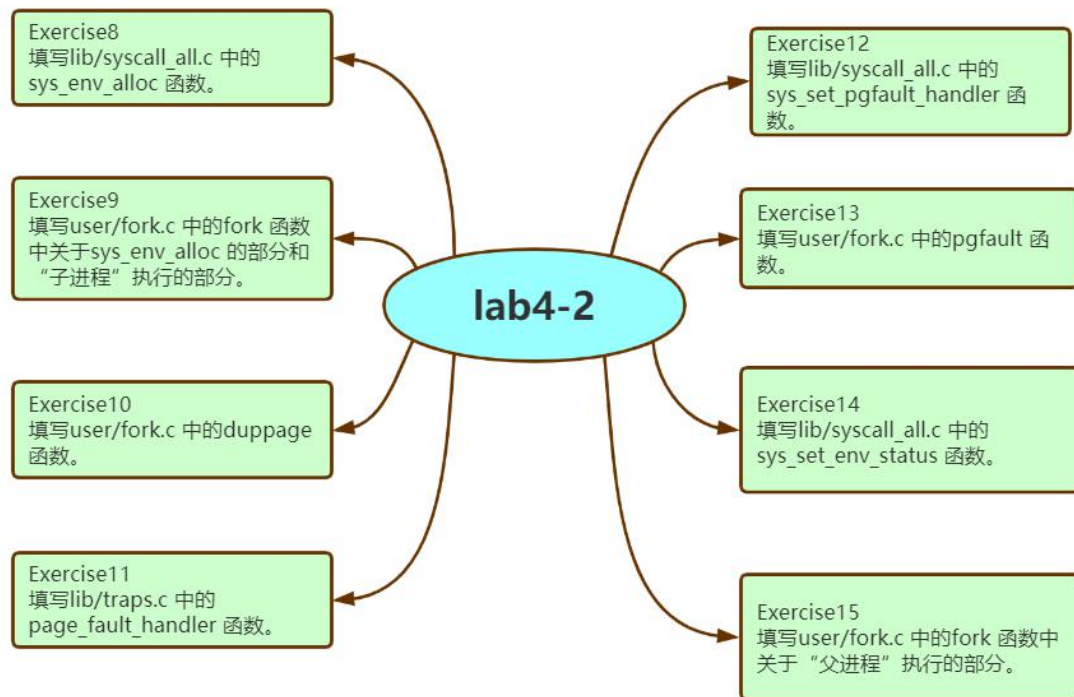 Exercise8
填写lib/syscall_all.c 中的
sys_env_alloc 函数。
Exercise9
填写user/fork.c 中的fork 函数
中关于sys_env_alloc 的部分和
“子进程”执行的部分。
Exercise10
填写user/fork.c 中的duppage
函数。
Exercise11
填写lib/traps.c 中的
page_fault_handler 函数。
lab4-2
Exercise12
填写lib/syscall_all.c 中的
sys_set_pgfault_handler 函
数。
Exercise13
填写user/fork.c 中的pgfault 函
数。
Exercise14
填写lib/syscall_all.c 中的
sys_set_env_status 函数。
Exercise15
填写user/fork.c 中的fork 函数中
关于“父进程”执行的部分。